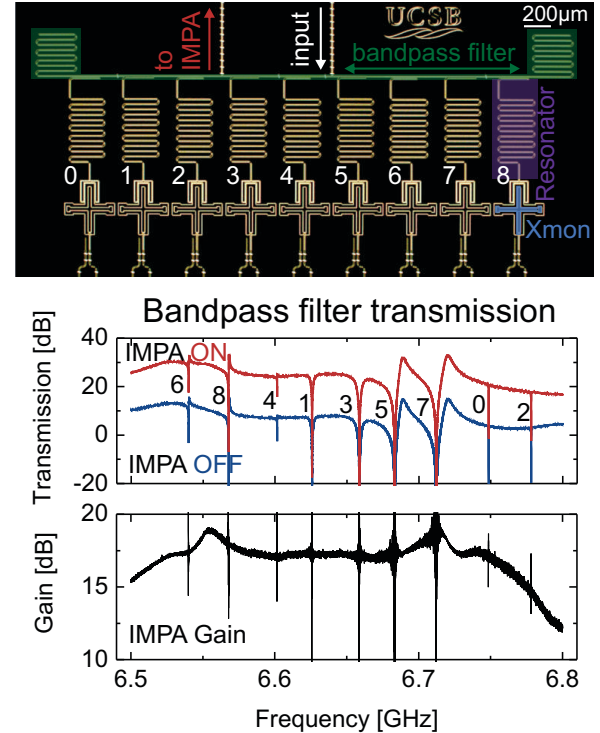 to IMPA
input
UCSB
200μm
bandpass filter
Resonator
0 1 2 3 4 5 6 7 8
Xmon
Bandpass filter transmission
Transmission [dB]
40
20
0
-20
IMPA ON
6 8 4 1 3 5 7 0 2
IMPA OFF
Gain [dB]
20
15
10
IMPA Gain
6.5 6.6 6.7 6.8
Frequency [GHz]